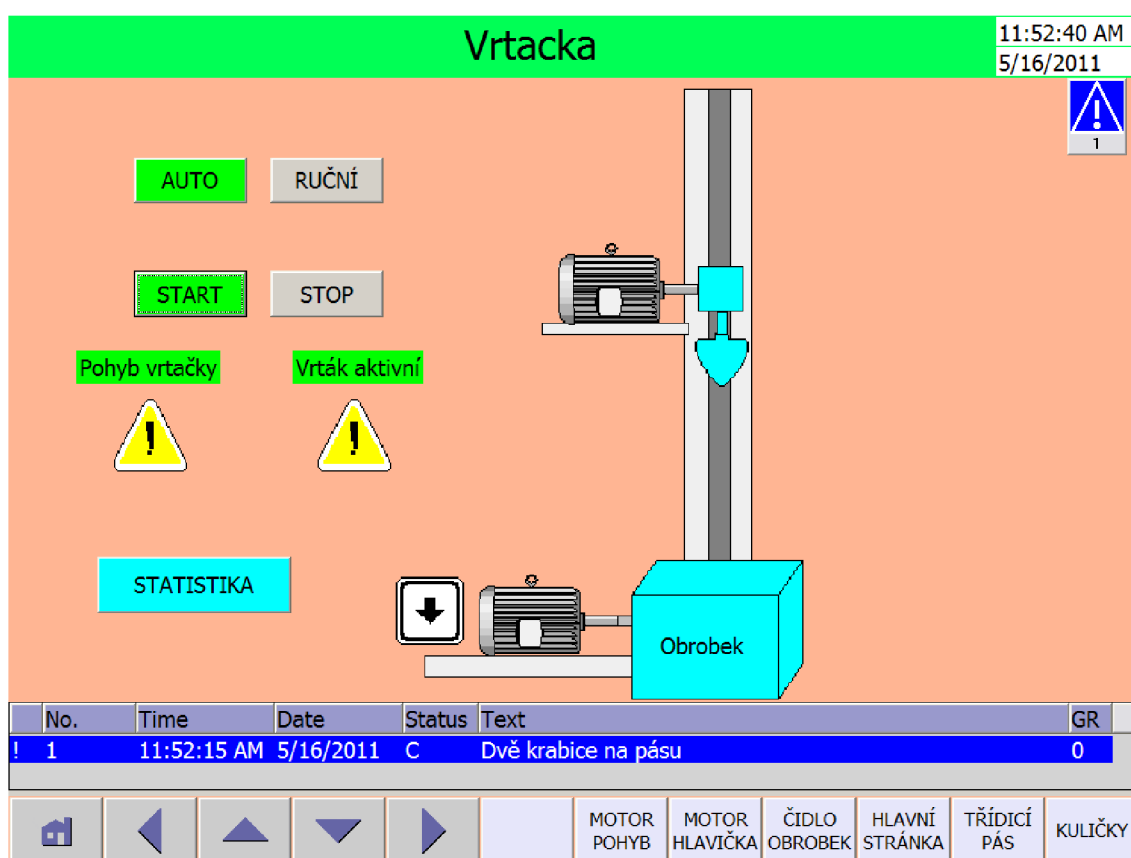 Vrtacka
11:52:40 AM
5/16/2011
1
AUTO RUČNÍ
START STOP
Pohyb vrtačky Vrták aktivní
STATISTIKA
Obrobek
No. Time Date Status Text GR
! 1 11:52:15 AM 5/16/2011 C Dvě krabice na pásu 0
MOTOR
POHYB
MOTOR
HLAVIČKA
ČIDLO
OBROBEK
HLAVNÍ
STRÁNKA
TŘÍDICÍ
PÁS
KULIČKY